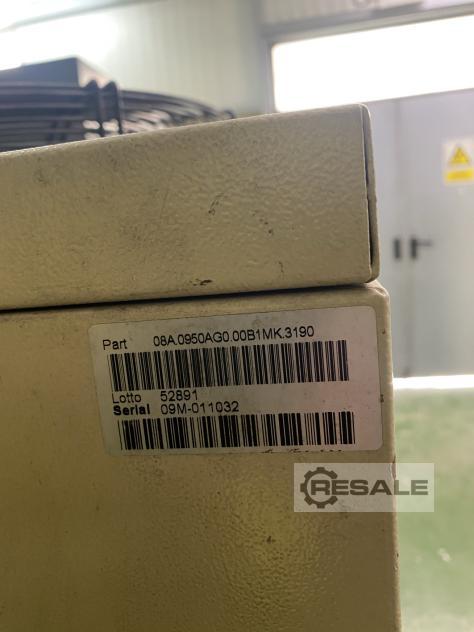 Part 08A.0950AG0.00B1MK.3190
Lotto 52891
Serial 09M-011032
RESALE